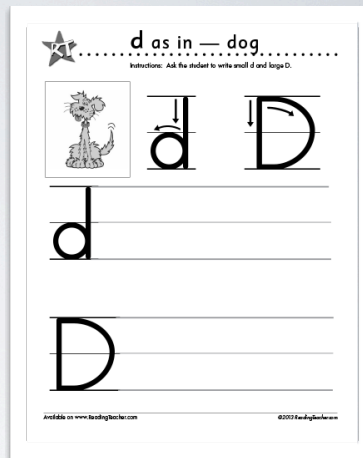 RT
d as in — dog
Instructions: Ask the student to write small d and large D.
d D
d
D
Available on www.ReadingTeacher.com ©2013 ReadingTeacher.com